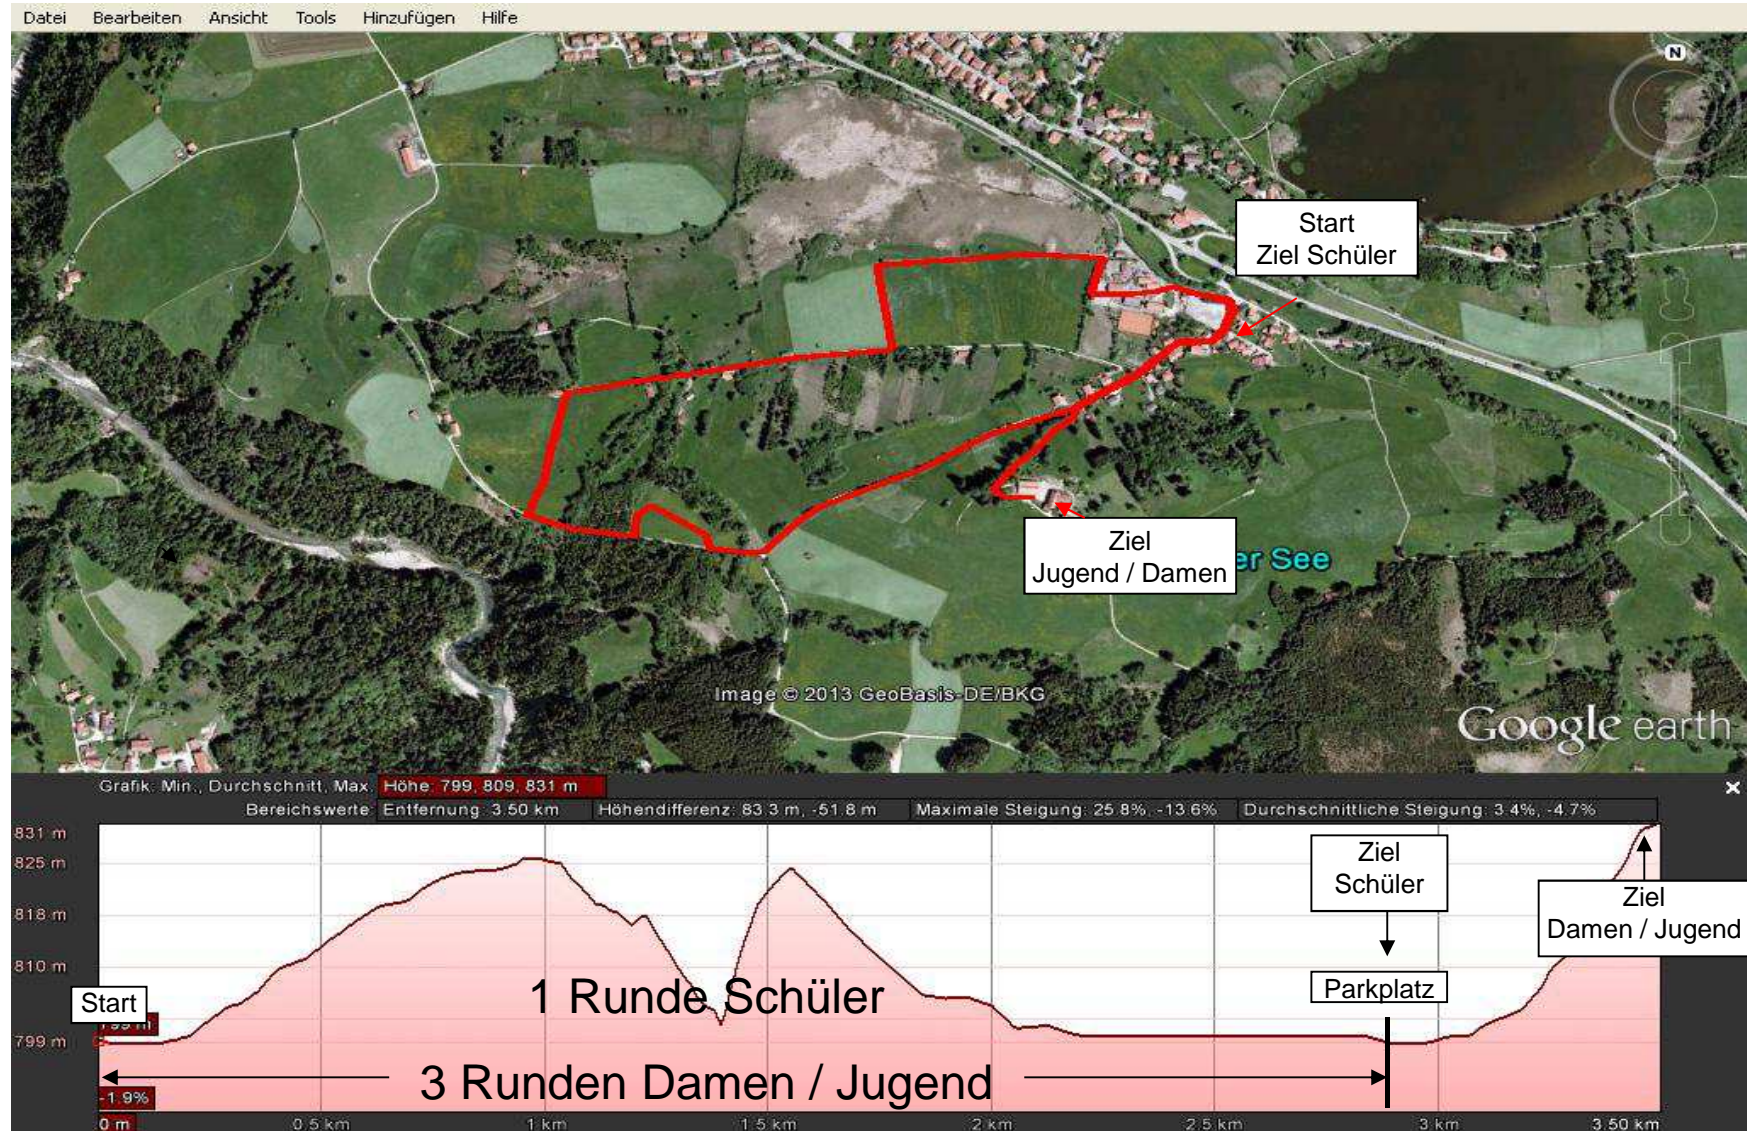 Datei Bearbeiten Ansicht Tools Hinzufügen Hilfe
N
Start
Ziel Schüler
Ziel
Jugend / Damen
er See
Image © 2013 GeoBasis-DE/BKG
Google earth
Grafik: Min., Durchschnitt, Max. Höhe: 799, 809, 831 m
Bereichswerte Entfernung: 3.50 km Höhendifferenz: 83.3 m, -51.8 m Maximale Steigung: 25.8%, -13.6% Durchschnittliche Steigung: 3.4%, -4.7%
831 m
825 m
818 m
810 m
799 m
Ziel
Schüler
Ziel
Damen / Jugend
Parkplatz
Start
799 m
1 Runde Schüler
3 Runden Damen / Jugend
-1.9%
0 m 0.5 km 1 km 1.5 km 2 km 2.5 km 3 km 3.50 km